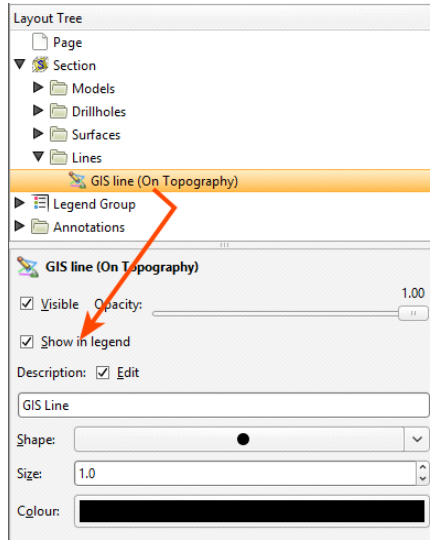 Layout Tree
Page
Section
Models
Drillholes
Surfaces
Lines
GIS line (On Topography)
Legend Group
Annotations
GIS line (On Topography)
Visible Opacity: 1.00
Show in legend
Description: Edit
GIS Line
Shape:
Size: 1.0
Colour: